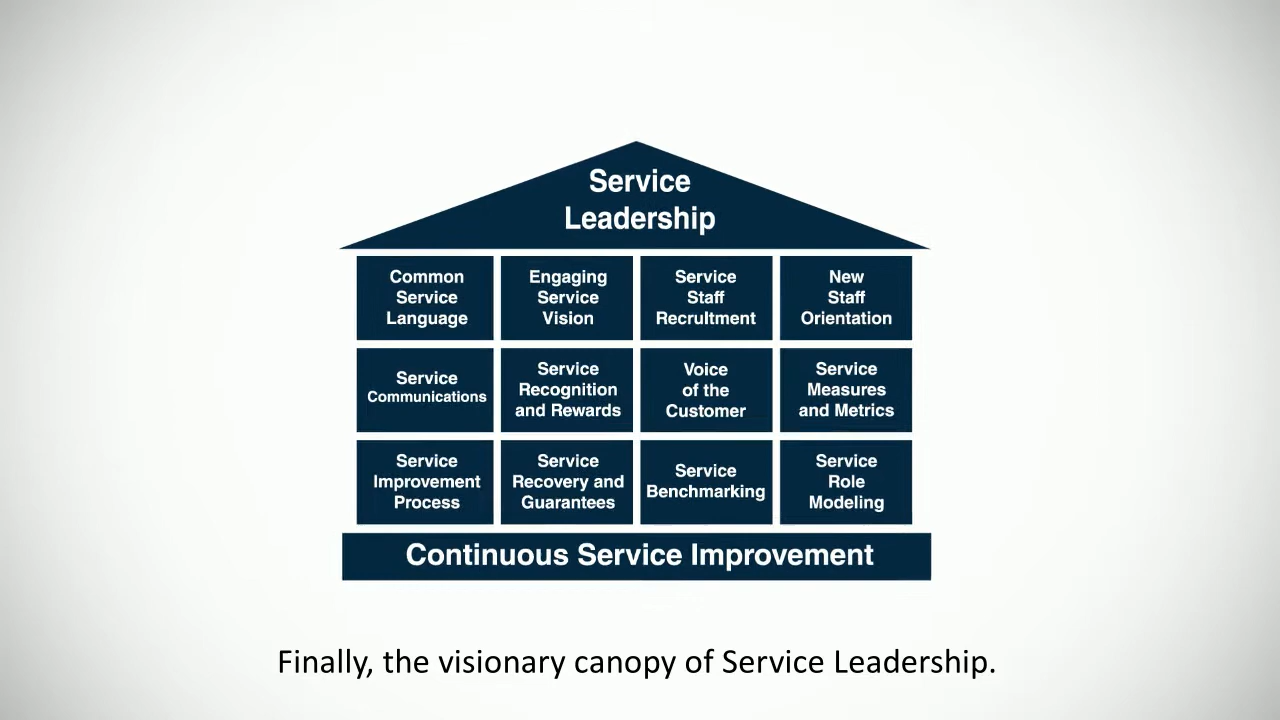 Service
Leadership
Common
Service
Language
Engaging
Service
Vision
Service
Staff
Recrultment
New
Staff
Orientation
Service
Communications
Service
Recognition
and Rewards
Voice
of the
Customer
Service
Measures
and Metrics
Service
Improvement
Process
Service
Recovery and
Guarantees
Service
Benchmarking
Service
Role
Modeling
Continuous Service Improvement
Finally, the visionary canopy of Service Leadership.